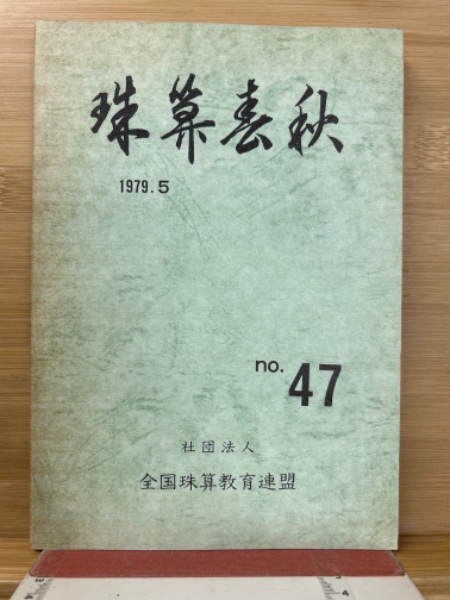 珠算春秋
1979.5
no. 47
社団法人
全国珠算教育連盟